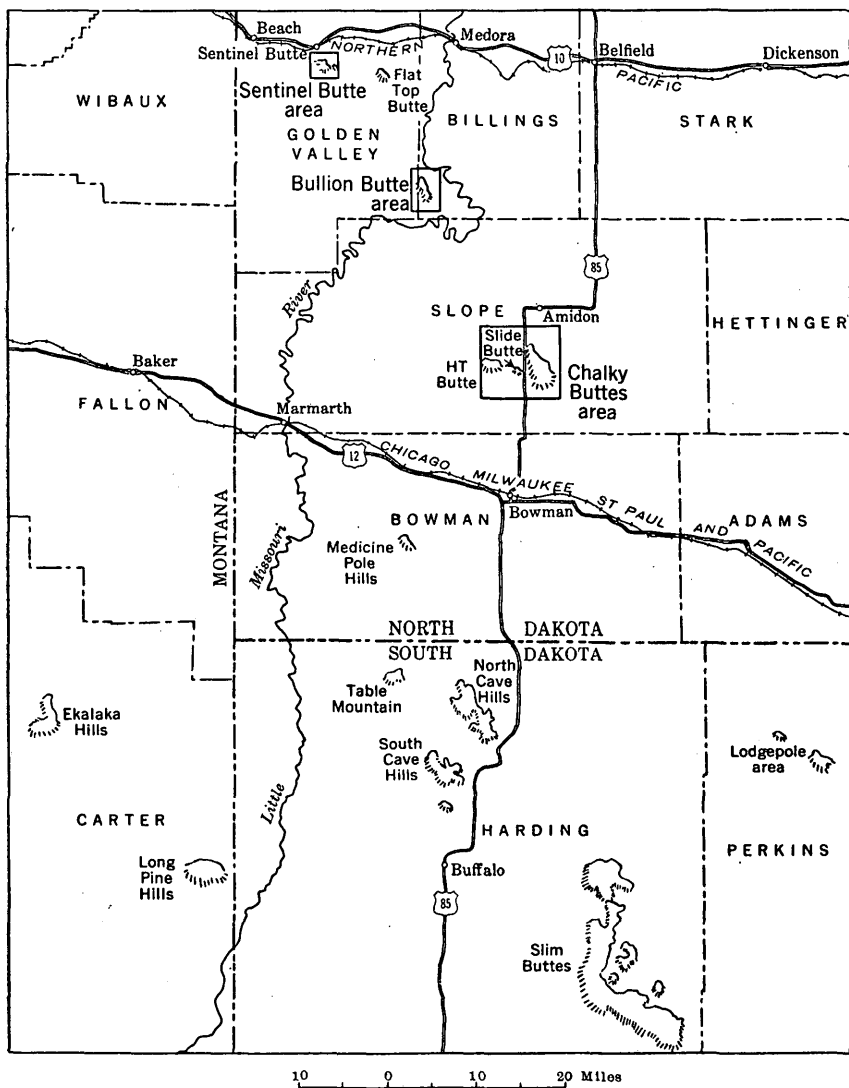 Beach
Medora
Sentinel Butte
NORTHERN
10
Belfield
Dickenson
PACIFIC
Flat
Top
Butte
Sentinel Butte
area
WIBAUX
GOLDEN
VALLEY
BILLINGS
STARK
Bullion Butte
area
85
River
SLOPE
Amidon
HETTINGER
Slide
Butte
HT
Butte
Chalky
Buttes
area
Baker
FALLON
Marmarth
12
CHICAGO
MILWAUKEE
ST PAUL
AND
PACIFIC
Bowman
BOWMAN
ADAMS
MONTANA
Missouri
Medicine
Pole
Hills
NORTH DAKOTA
SOUTH DAKOTA
Table
Mountain
North
Cave
Hills
Ekalaka
Hills
South
Cave
Hills
Lodgepole
area
Little
CARTER
HARDING
PERKINS
Long
Pine
Hills
Buffalo
85
Slim
Buttes
10 0 10 20 Miles